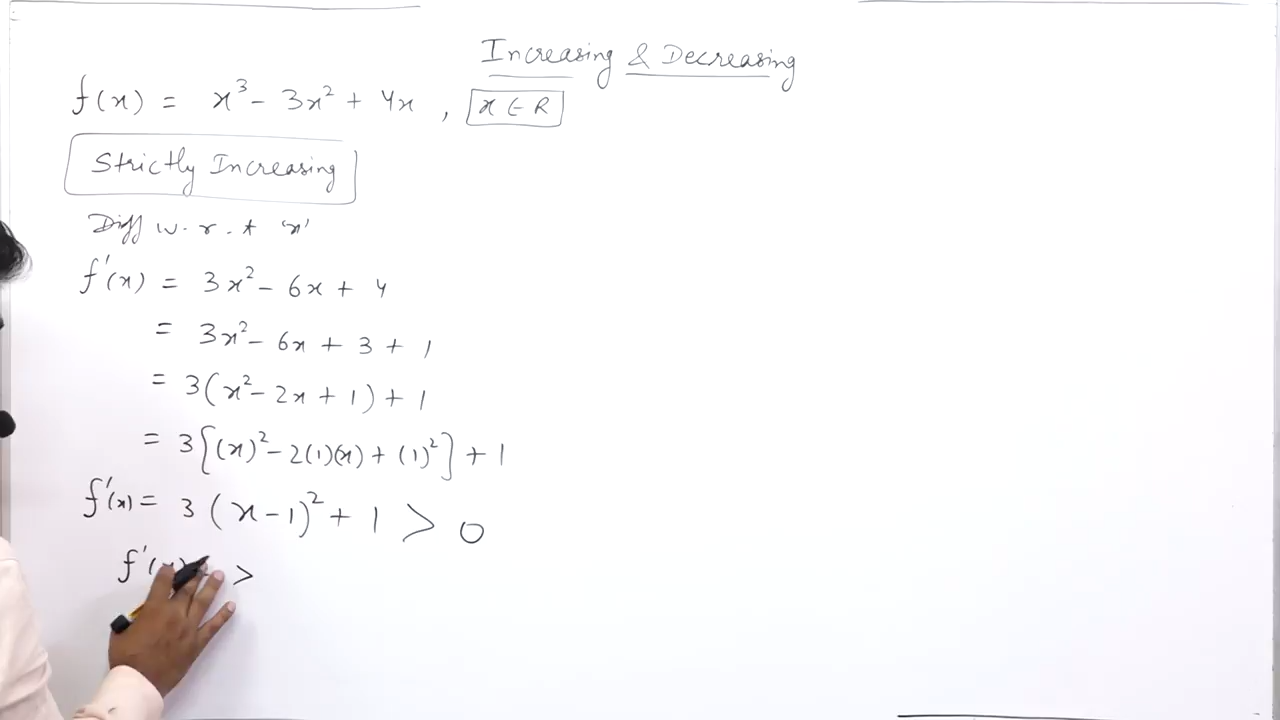 Increasing & Decreasing
f(x) = x³ - 3x² + 4x , x ∈ R
Strictly Increasing
Diff w.r.t 'x'
f'(x) = 3x² - 6x + 4
= 3x² - 6x + 3 + 1
= 3(x² - 2x + 1) + 1
= 3[(x)² - 2(1)(x) + (1)²] + 1
f'(x) = 3(x-1)² + 1 > 0
f'(x) >